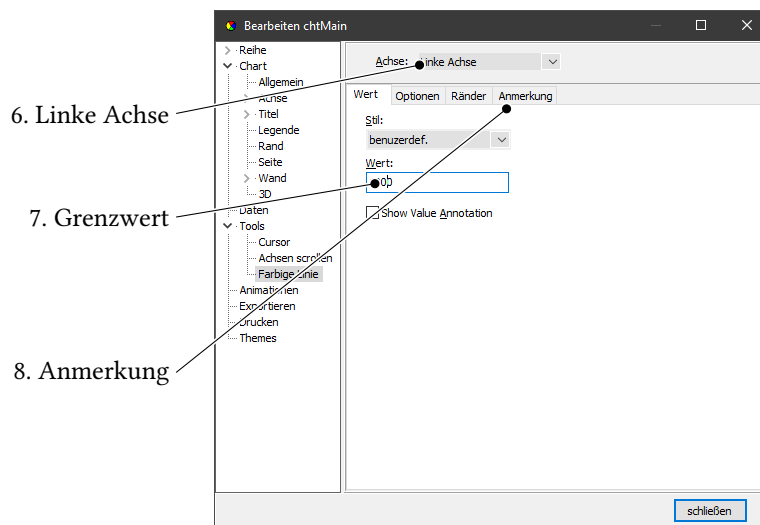 Bearbeiten chtMain
Reihe
Chart
Allgemein
Achse
Titel
Legende
Rand
Seite
Wand
3D
Daten
Tools
Cursor
Achsen scrollen
Farbige Linie
Animationen
Exportieren
Drucken
Themes
Achse: Linke Achse
Wert Optionen Ränder Anmerkung
Stil:
benuzerdef.
Wert:
Show Value Annotation
schließen
6. Linke Achse
7. Grenzwert
8. Anmerkung